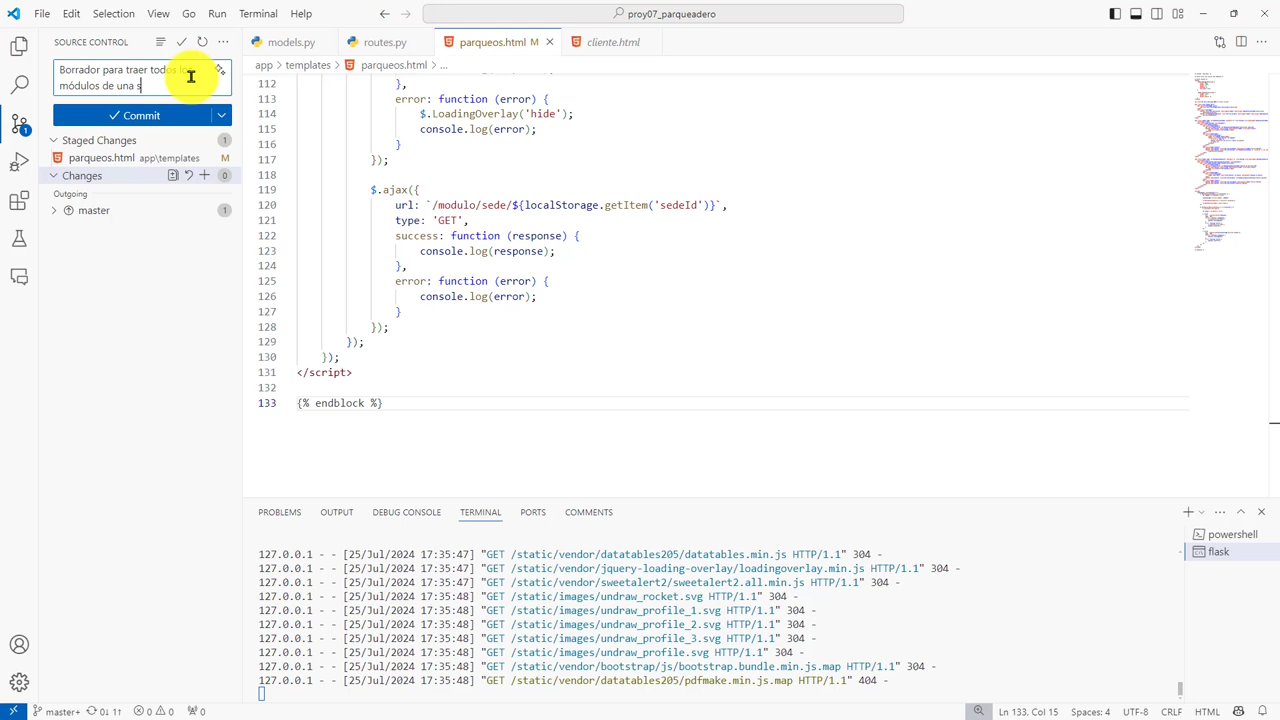 File Edit Selection View Go Run Terminal Help
proy07_parqueadero
SOURCE CONTROL
models.py routes.py parqueos.html M cliente.html
app > templates > parqueos.html > ...
Borrador para traer todos los
módulos de una s
Commit
Staged Changes
parqueos.html app\templates M
Changes
Outgoing
master 1
1
112 },
113 error: function (error) {
114 hide');
115 console.log(error);
116 }
117
118
119 $ ax({
120
121 type: "GET",
122 success: function (response) {
123 console.log(response);
124 },
125 error: function (error) {
126 console.log(error);
127 }
128 });
129 });
130 });
131 </script>
132
133 {% endblock %}
PROBLEMS OUTPUT DEBUG CONSOLE TERMINAL PORTS COMMENTS
powershell
flask
127.0.0.1 - - [25/Jul/2024 17:35:47] "GET /static/vendor/datatables205/datatables.min.js HTTP/1.1" 304 -
127.0.0.1 - - [25/Jul/2024 17:35:47] "GET /static/vendor/jquery-loading-overlay/loadingoverlay.min.js HTTP/1.1" 304 -
127.0.0.1 - - [25/Jul/2024 17:35:47] "GET /static/vendor/sweetalert2/sweetalert2.all.min.js HTTP/1.1" 304 -
127.0.0.1 - - [25/Jul/2024 17:35:48] "GET /static/images/undraw_rocket.svg HTTP/1.1" 304 -
127.0.0.1 - - [25/Jul/2024 17:35:48] "GET /static/images/undraw_profile_1.svg HTTP/1.1" 304 -
127.0.0.1 - - [25/Jul/2024 17:35:48] "GET /static/images/undraw_profile_2.svg HTTP/1.1" 304 -
127.0.0.1 - - [25/Jul/2024 17:35:48] "GET /static/images/undraw_profile_3.svg HTTP/1.1" 304 -
127.0.0.1 - - [25/Jul/2024 17:35:48] "GET /static/images/undraw_profile.svg HTTP/1.1" 304 -
127.0.0.1 - - [25/Jul/2024 17:35:48] "GET /static/vendor/bootstrap/js/bootstrap.bundle.min.js.map HTTP/1.1" 304 -
127.0.0.1 - - [25/Jul/2024 17:35:48] "GET /static/vendor/datatables205/pdfmake.min.js.map HTTP/1.1" 404 -
master+ 0↓ 1↑ 0 0 0 Ln 133, Col 15 Spaces: 4 UTF-8 CRLF HTML